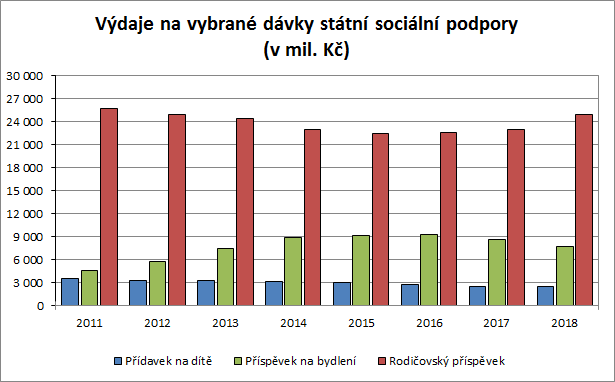 Výdaje na vybrané dávky státní sociální podpory
(v mil. Kč)
30 000
27 000
24 000
21 000
18 000
15 000
12 000
9 000
6 000
3 000
0
2011 2012 2013 2014 2015 2016 2017 2018
Přídavek na dítě Příspěvek na bydlení Rodičovský příspěvek